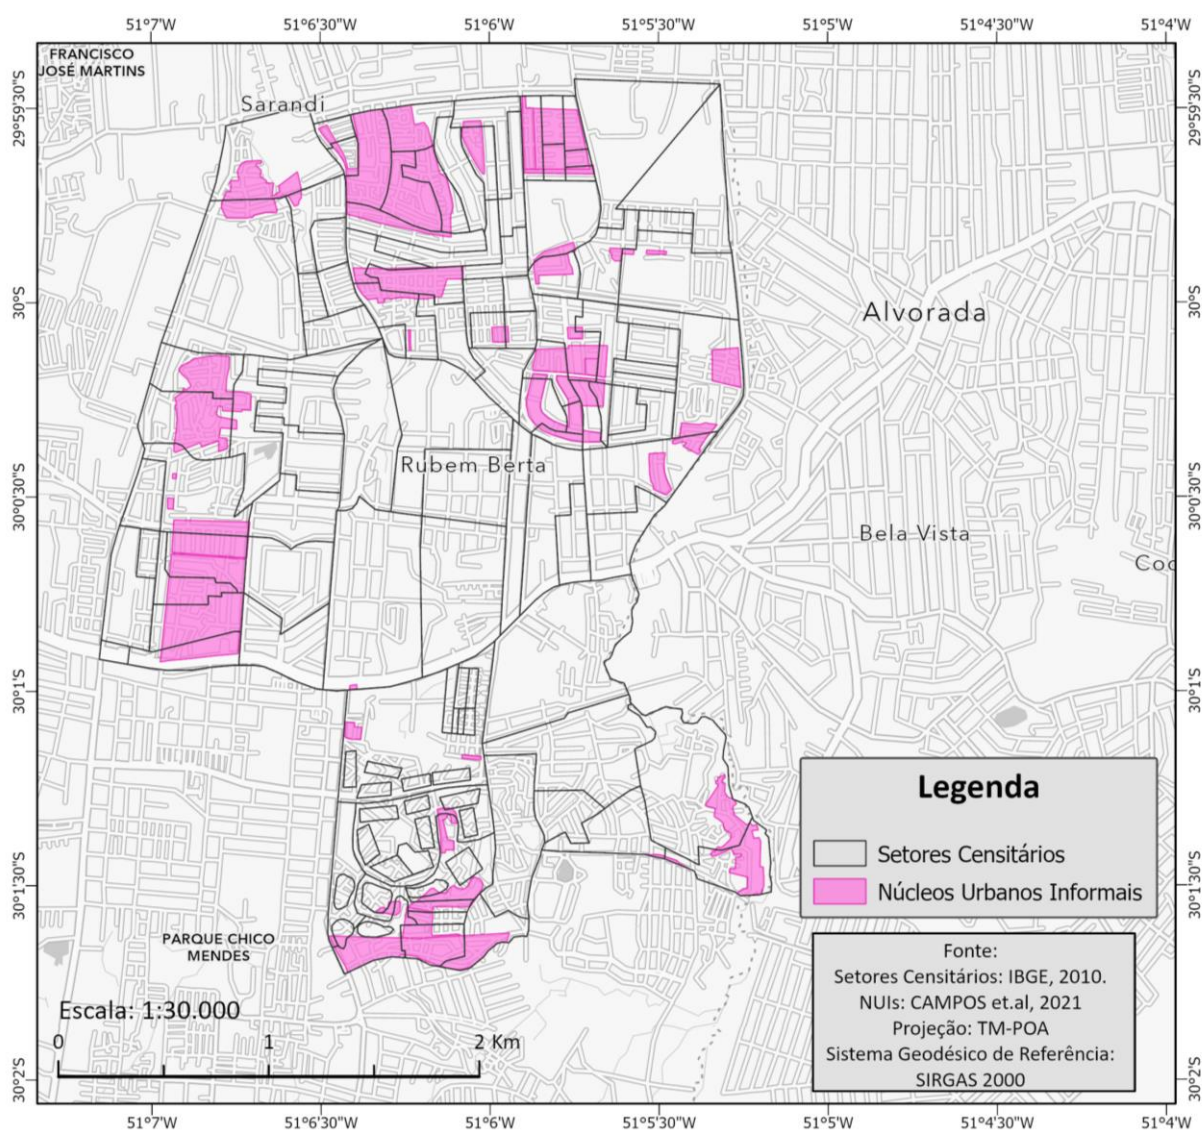 51°7'W 51°6'30"W 51°6'W 51°5'30"W 51°5'W 51°4'30"W 51°4'W
FRANCISCO
JOSÉ MARTINS
29°59'30"S
29°59'30"S
Sarandi
30°S
30°S
Alvorada
Rubem Berta
30°0'30"S
30°0'30"S
Bela Vista
Coc
30°1'S
30°1'S
Legenda
Setores Censitários
Núcleos Urbanos Informais
30°1'30"S
30°1'30"S
PARQUE CHICO
MENDES
Fonte:
Setores Censitários: IBGE, 2010.
NUIs: CAMPOS et.al, 2021
Projeção: TM-POA
Sistema Geodésico de Referência:
SIRGAS 2000
Escala: 1:30.000
0 1 2 Km
30°2'S
30°2'S
51°7'W 51°6'30"W 51°6'W 51°5'30"W 51°5'W 51°4'30"W 51°4'W